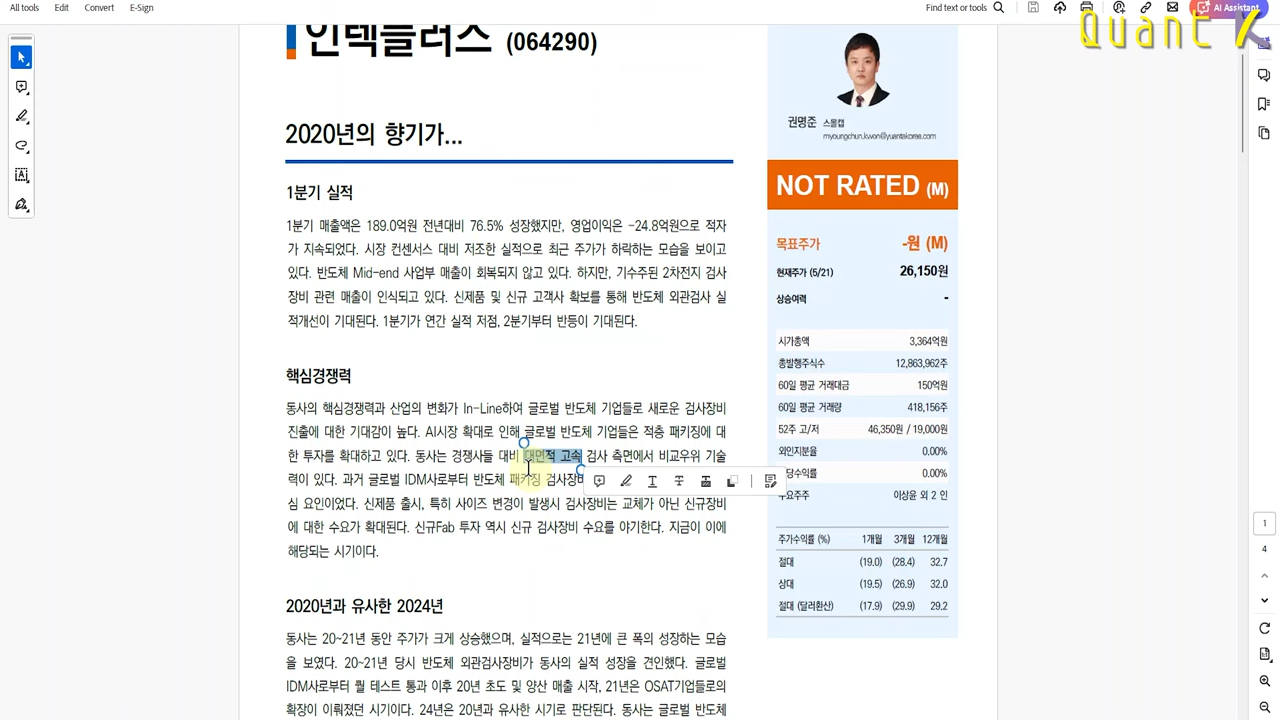 All tools Edit Convert E-Sign
Find text or tools
AI Assistant
Quant K
인텍플러스 (064290)
2020년의 향기가...
1분기 실적
1분기 매출액은 189.0억원 전년대비 76.5% 성장했지만, 영업이익은 -24.8억원으로 적자
가 지속되었다. 시장 컨센서스 대비 저조한 실적으로 최근 주가가 하락하는 모습을 보이고
있다. 반도체 Mid-end 사업부 매출이 회복되지 않고 있다. 하지만, 기수주된 2차전지 검사
장비 관련 매출이 인식되고 있다. 신제품 및 신규 고객사 확보를 통해 반도체 외관검사 실
적개선이 기대된다. 1분기가 연간 실적 저점, 2분기부터 반등이 기대된다.
핵심경쟁력
동사의 핵심경쟁력과 산업의 변화가 In-Line하여 글로벌 반도체 기업들로 새로운 검사장비
진출에 대한 기대감이 높다. AI시장 확대로 인해 글로벌 반도체 기업들은 적층 패키징에 대
한 투자를 확대하고 있다. 동사는 경쟁사들 대비 대면적 고속 검사 측면에서 비교우위 기술
력이 있다. 과거 글로벌 IDM사로부터 반도체 패키징 검사장비
심 요인이었다. 신제품 출시, 특히 사이즈 변경이 발생시 검사장비는 교체가 아닌 신규장비
에 대한 수요가 확대된다. 신규Fab 투자 역시 신규 검사장비 수요를 야기한다. 지금이 이에
해당되는 시기이다.
2020년과 유사한 2024년
동사는 20~21년 동안 주가가 크게 상승했으며, 실적으로는 21년에 큰 폭의 성장하는 모습
을 보였다. 20~21년 당시 반도체 외관검사장비가 동사의 실적 성장을 견인했다. 글로벌
IDM사로부터 퀄 테스트 통과 이후 20년 초도 및 양산 매출 시작, 21년은 OSAT기업들로의
확장이 이뤄졌던 시기이다. 24년은 20년과 유사한 시기로 판단된다. 동사는 글로벌 반도체
권명준 스몰캡
myoungchun.kwon@yuantakorea.com
NOT RATED (M)
목표주가 -원 (M)
현재주가 (5/21) 26,150원
상승여력 -
시가총액 3,364억원
총발행주식수 12,863,962주
60일 평균 거래대금 150억원
60일 평균 거래량 418,156주
52주 고/저 46,350원 / 19,000원
외인지분율 0.00%
당수익률 0.00%
주요주주 이상윤 외 2 인
주가수익률 (%) 1개월 3개월 12개월
절대 (19.0) (28.4) 32.7
상대 (19.5) (26.9) 32.0
절대 (달러환산) (17.9) (29.9) 29.2
1
4